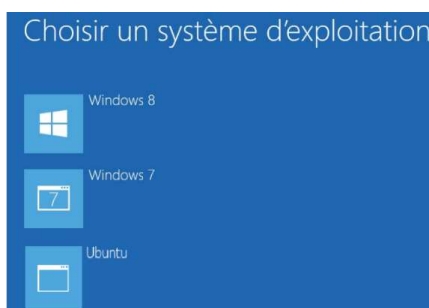 Choisir un système d'exploitation
Windows 8
7
Windows 7
Ubuntu